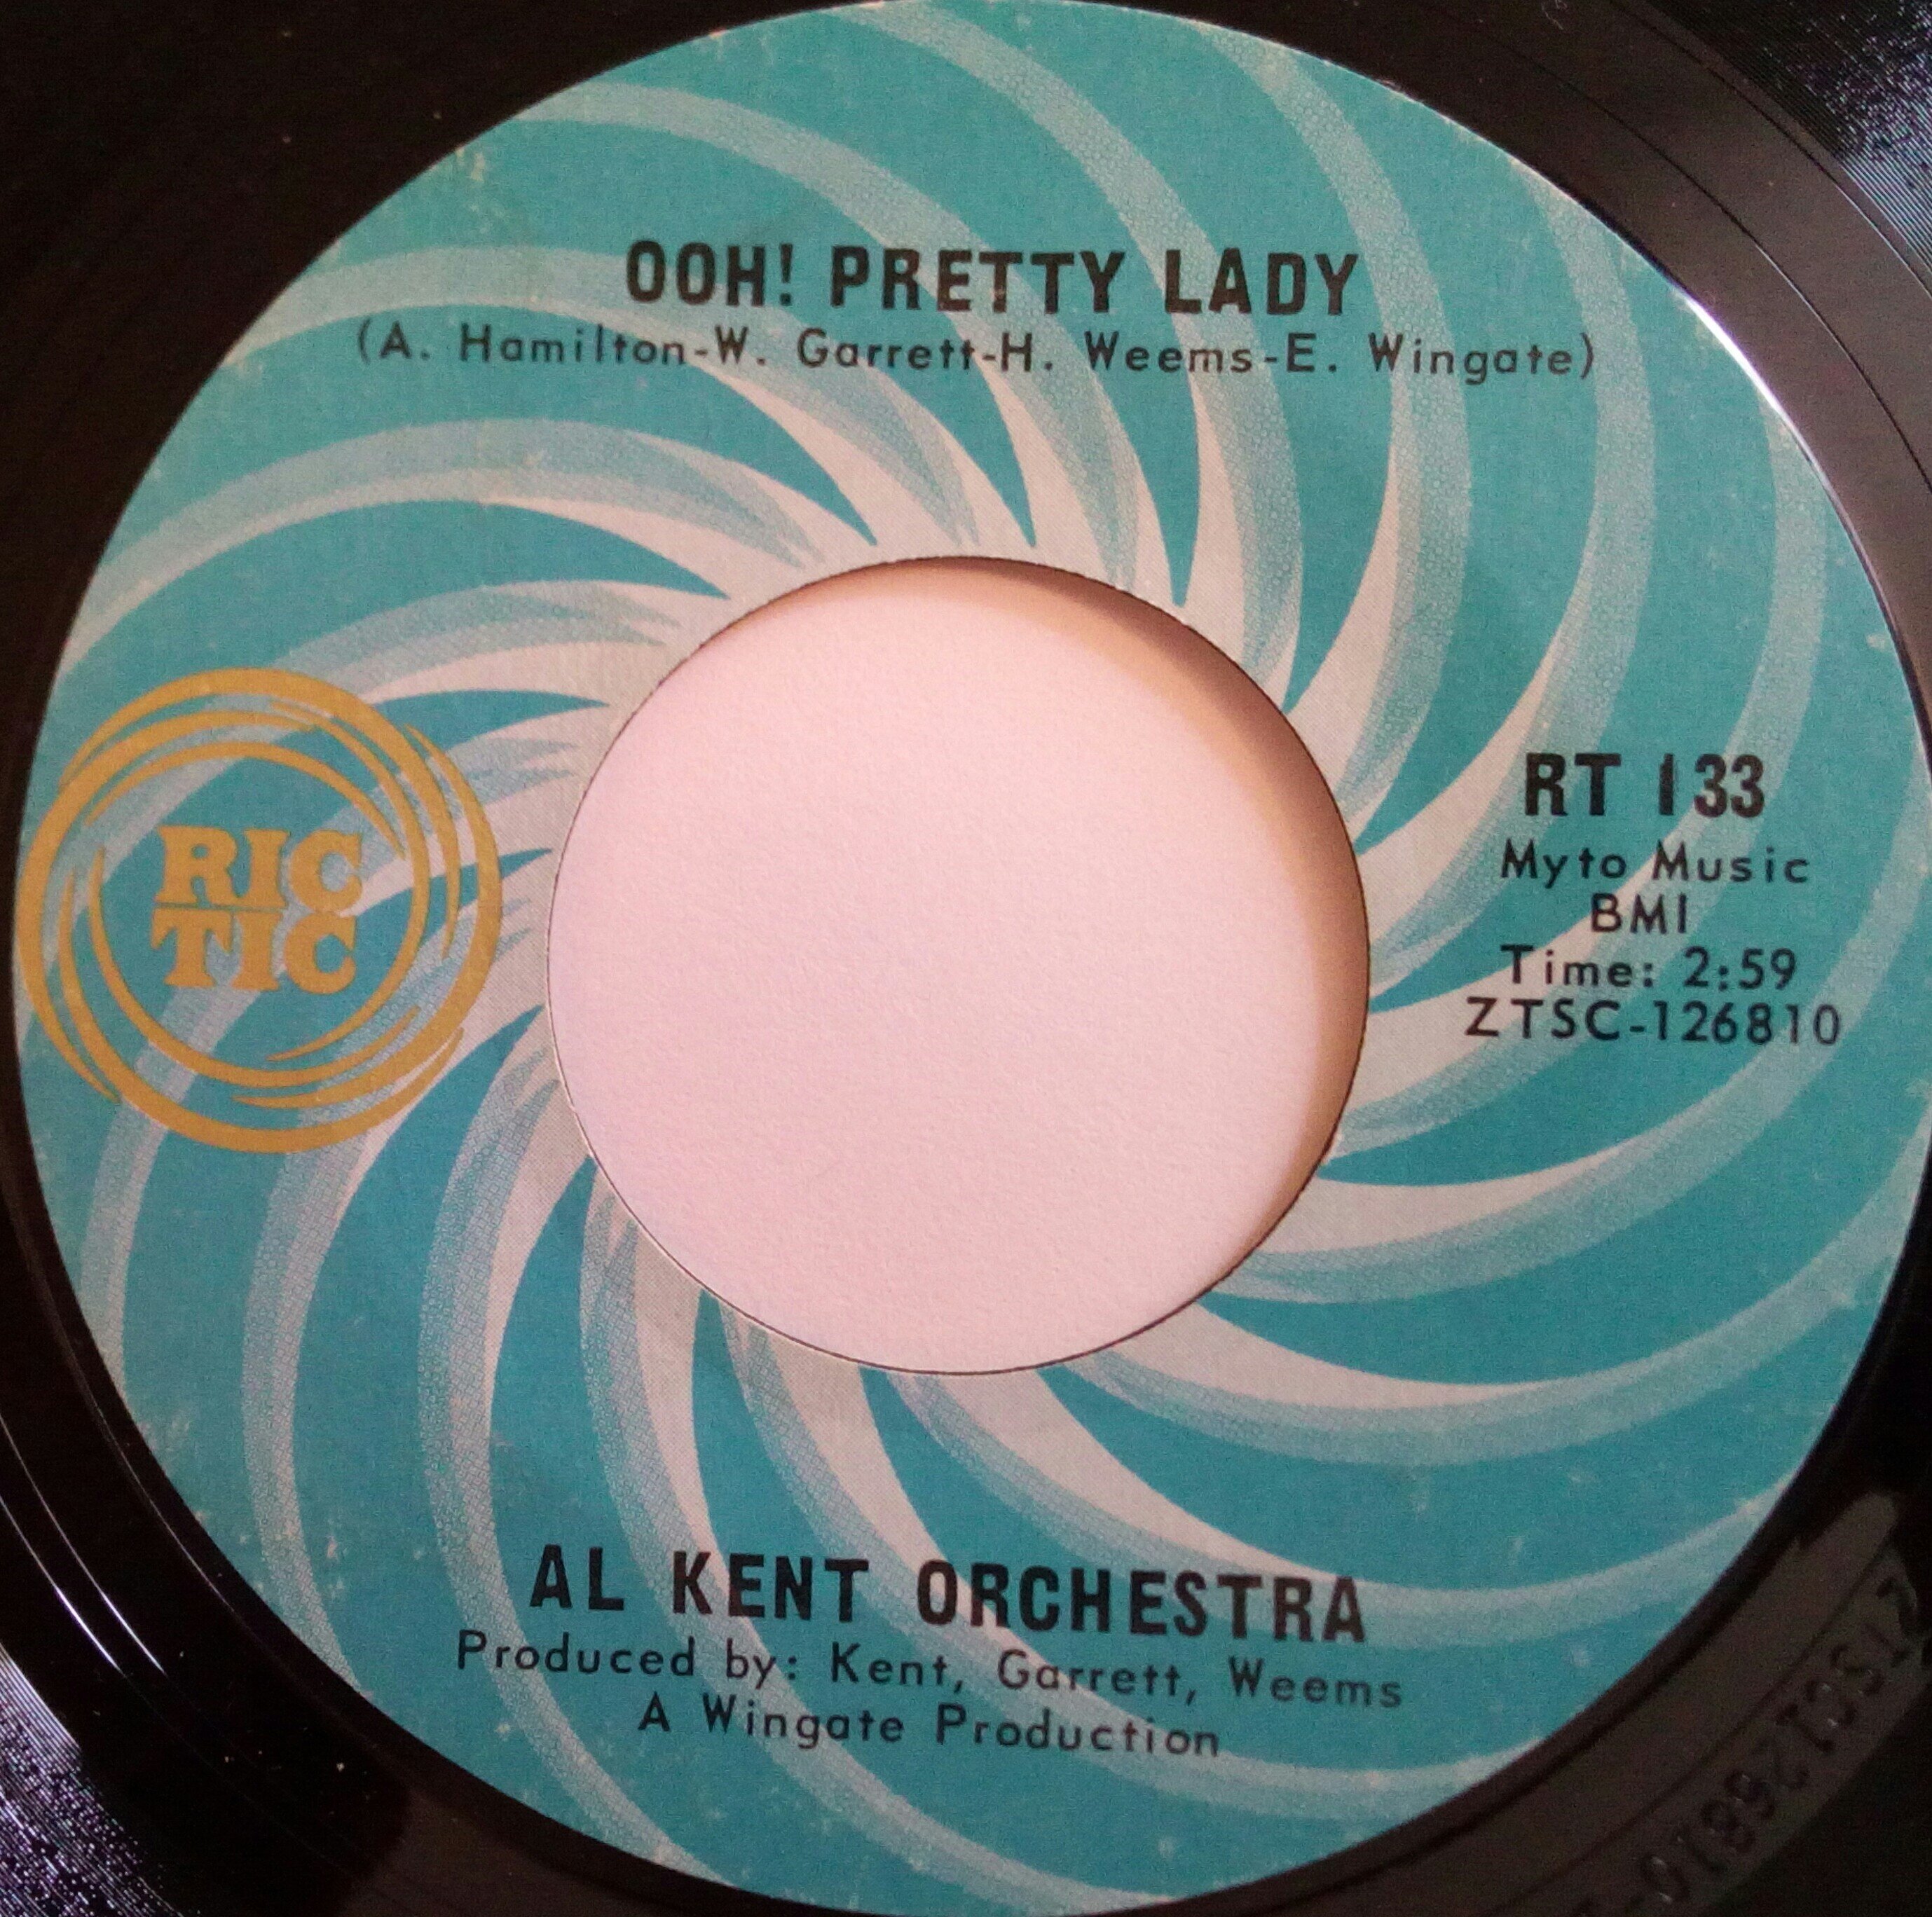 OOH! PRETTY LADY
(A. Hamilton-W. Garrett-H. Weems-E. Wingate)
RIC
TIC
RT 133
Myto Music
BMI
Time: 2:59
ZTSC-126810
AL KENT ORCHESTRA
Produced by: Kent, Garrett, Weems
A Wingate Production
ZTSC126810-